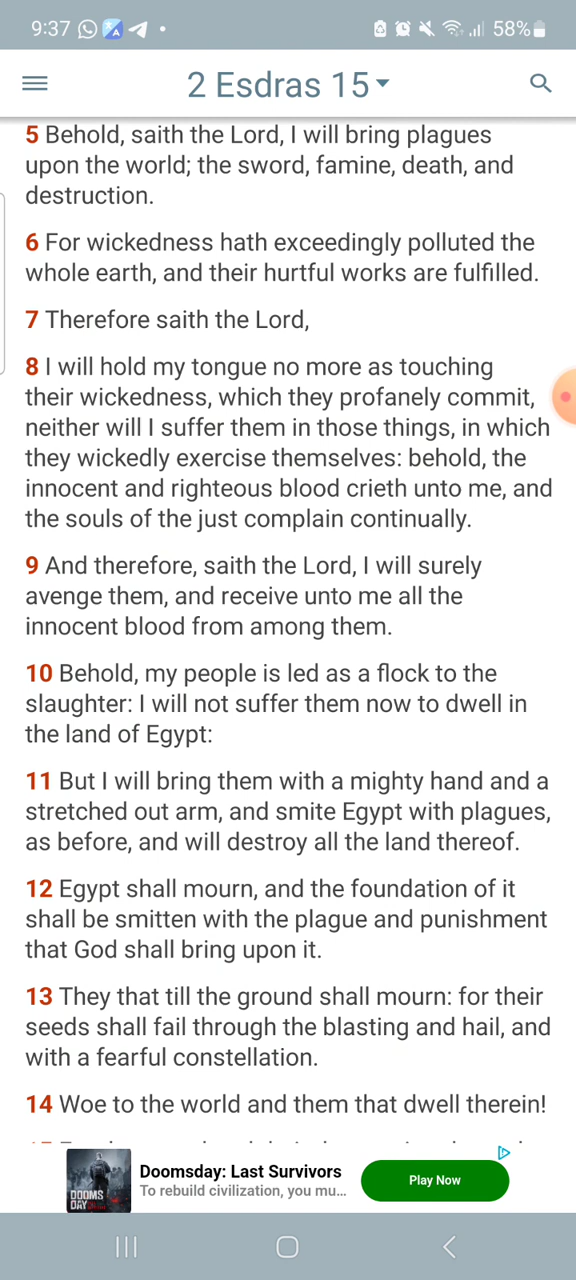 9:37
58%
2 Esdras 15
5 Behold, saith the Lord, I will bring plagues
upon the world; the sword, famine, death, and
destruction.
6 For wickedness hath exceedingly polluted the
whole earth, and their hurtful works are fulfilled.
7 Therefore saith the Lord,
8 I will hold my tongue no more as touching
their wickedness, which they profanely commit,
neither will I suffer them in those things, in which
they wickedly exercise themselves: behold, the
innocent and righteous blood crieth unto me, and
the souls of the just complain continually.
9 And therefore, saith the Lord, I will surely
avenge them, and receive unto me all the
innocent blood from among them.
10 Behold, my people is led as a flock to the
slaughter: I will not suffer them now to dwell in
the land of Egypt:
11 But I will bring them with a mighty hand and a
stretched out arm, and smite Egypt with plagues,
as before, and will destroy all the land thereof.
12 Egypt shall mourn, and the foundation of it
shall be smitten with the plague and punishment
that God shall bring upon it.
13 They that till the ground shall mourn: for their
seeds shall fail through the blasting and hail, and
with a fearful constellation.
14 Woe to the world and them that dwell therein!
DOOMS
DAY
Doomsday: Last Survivors
To rebuild civilization, you mu...
Play Now